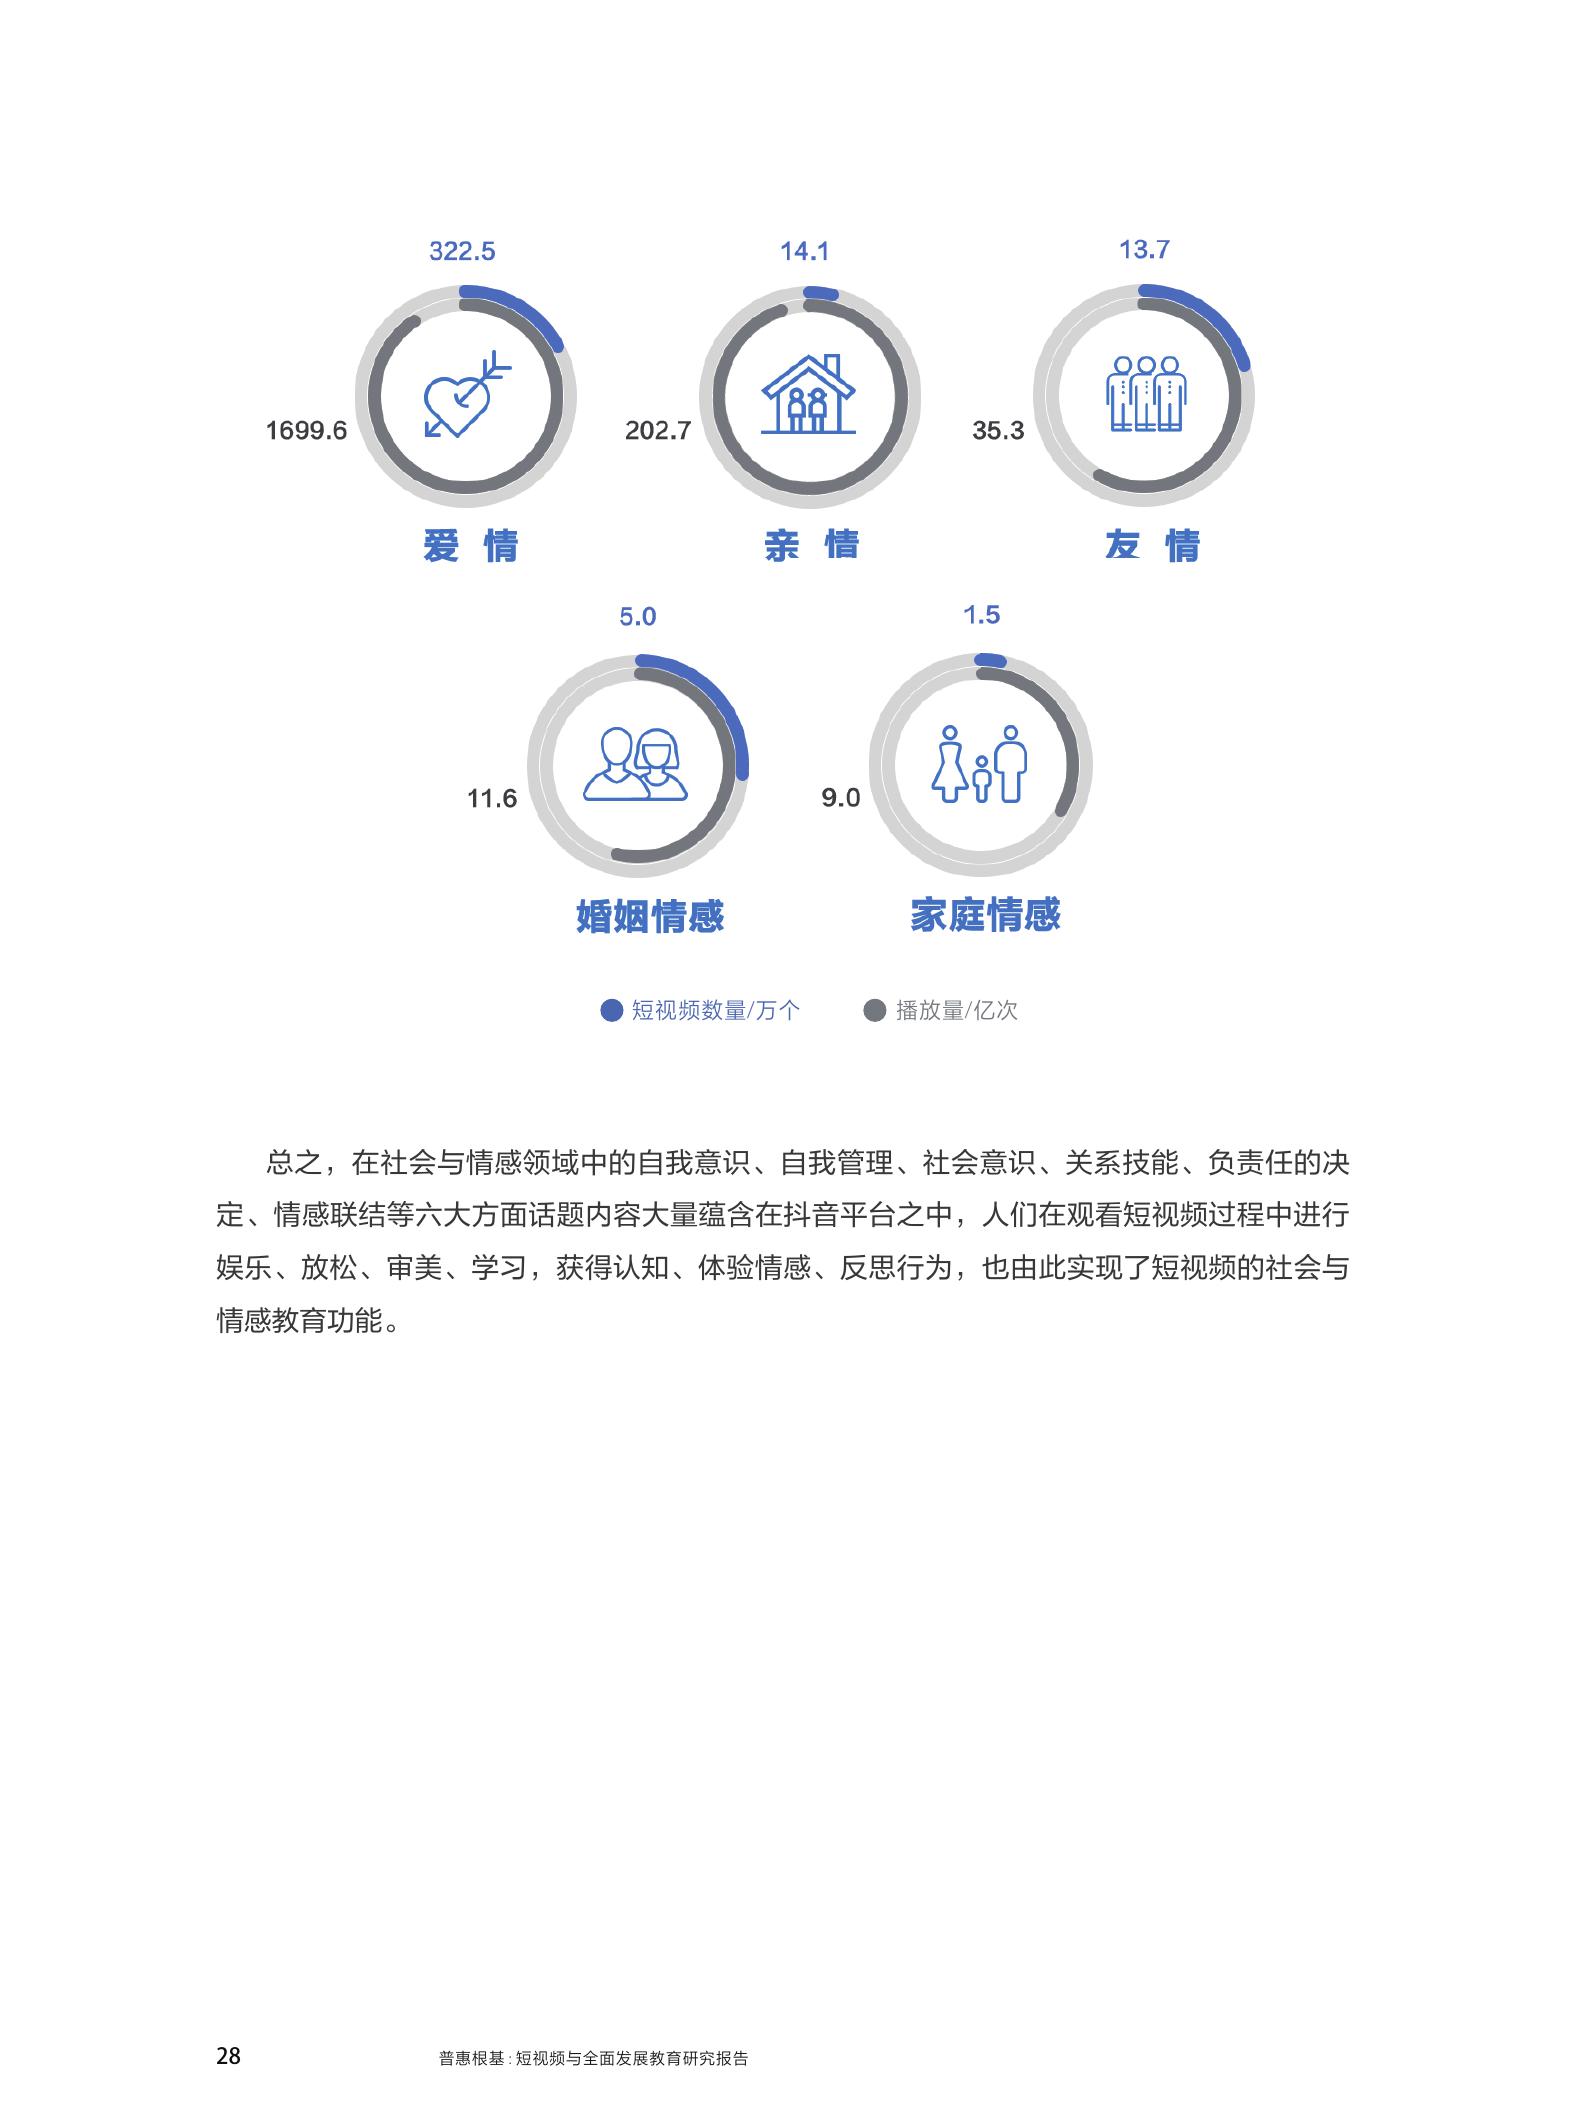 322.5
14.1
13.7
1699.6
202.7
35.3
爱 情
亲 情
友 情
5.0
1.5
11.6
9.0
婚姻情感
家庭情感
短视频数量/万个
播放量/亿次
总之，在社会与情感领域中的自我意识、自我管理、社会意识、关系技能、负责任的决
定、情感联结等六大方面话题内容大量蕴含在抖音平台之中，人们在观看短视频过程中进行
娱乐、放松、审美、学习，获得认知、体验情感、反思行为，也由此实现了短视频的社会与
情感教育功能。
28
普惠根基:短视频与全面发展教育研究报告